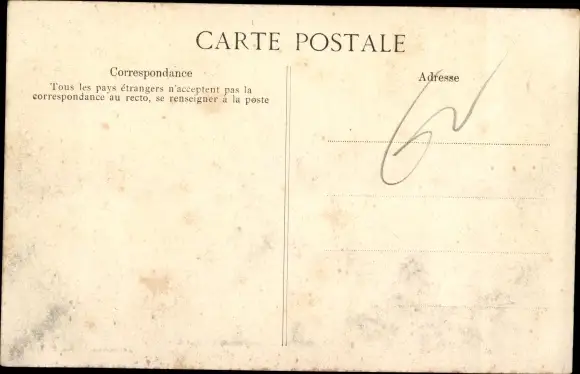 CARTE POSTALE
Correspondance
Tous les pays étrangers n'acceptent pas la
correspondance au recto, se renseigner à la poste
Adresse